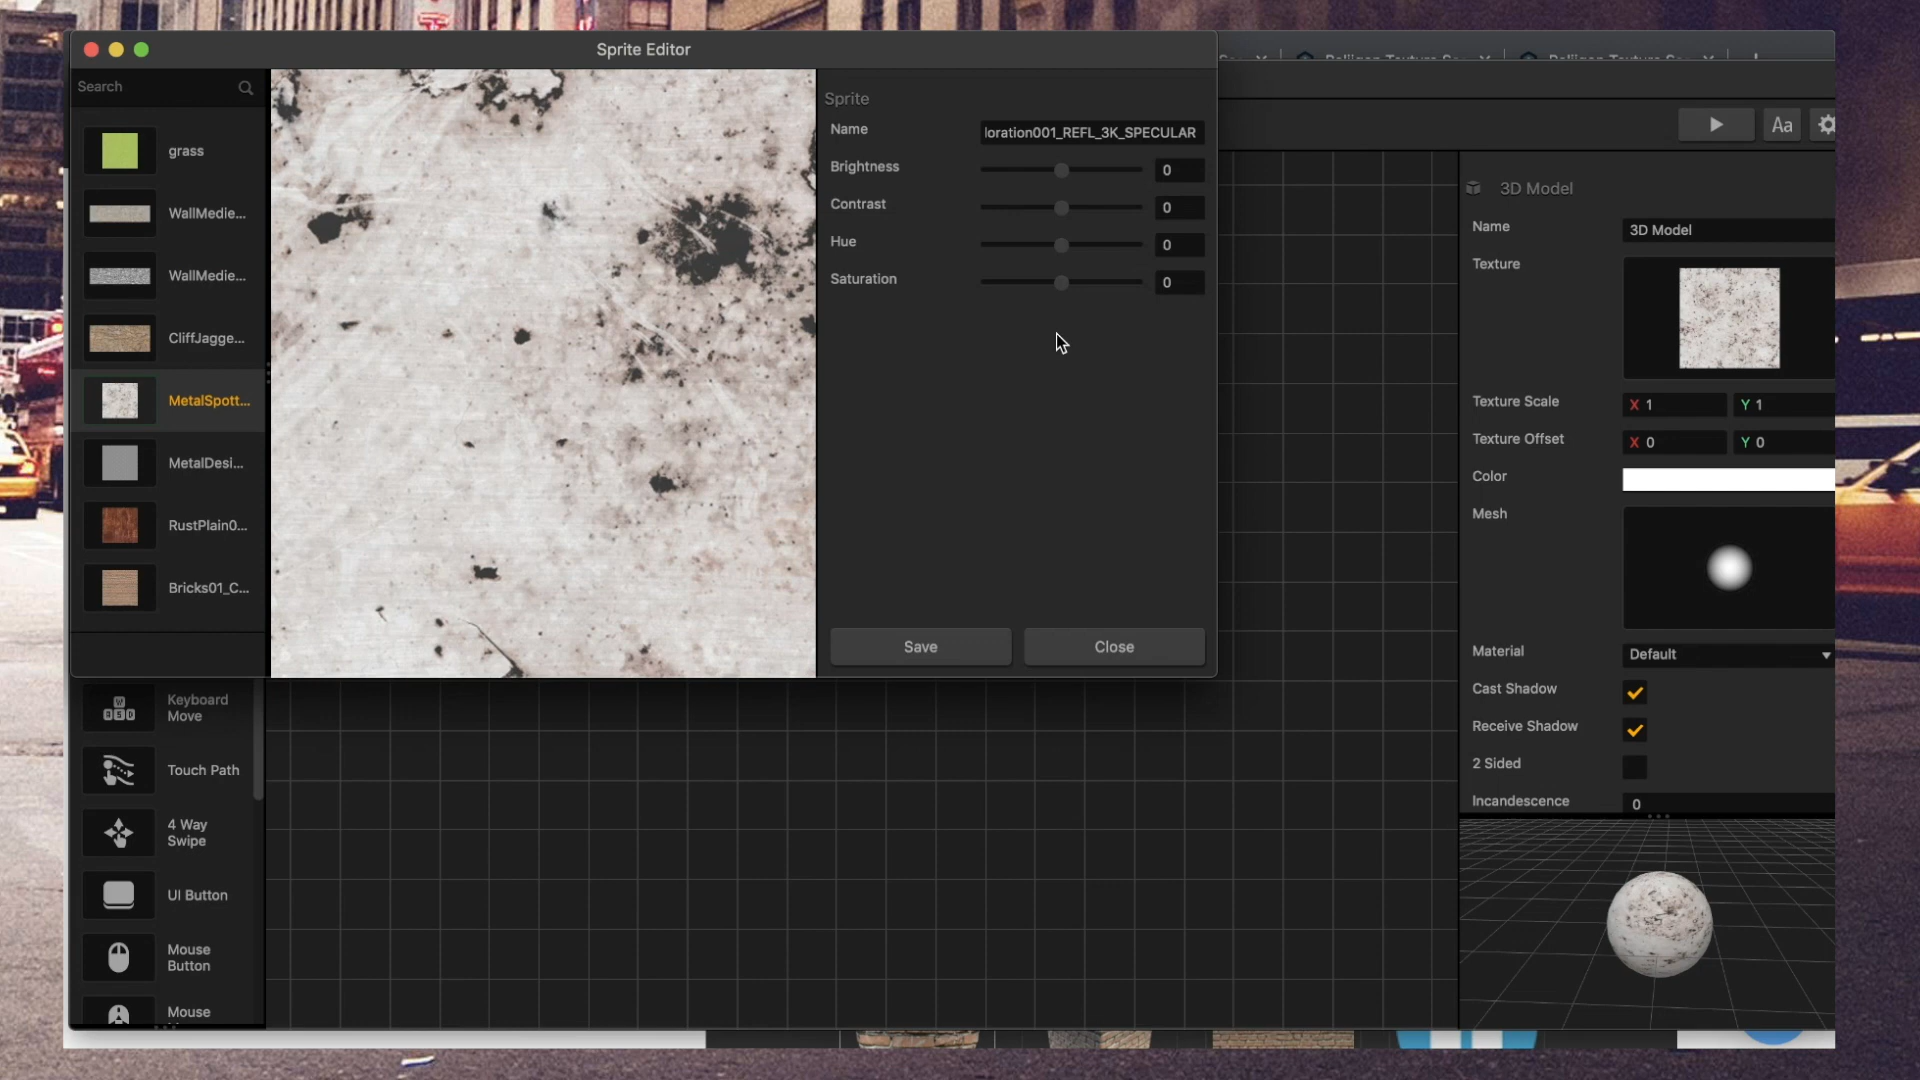 Sprite Editor
Search
grass
WallMedie...
WallMedie...
CliffJagge...
MetalSpott...
MetalDesi...
RustPlain0...
Bricks01_C...
Sprite
Name
loration001_REFL_3K_SPECULAR
Brightness
0
Contrast
0
Hue
0
Saturation
0
Save
Close
Keyboard
Move
Touch Path
4 Way
Swipe
UI Button
Mouse
Button
Mouse
Aa
3D Model
Name
3D Model
Texture
Texture Scale
X 1
Y 1
Texture Offset
X 0
Y 0
Color
Mesh
Material
Default
Cast Shadow
Receive Shadow
2 Sided
Incandescence
0